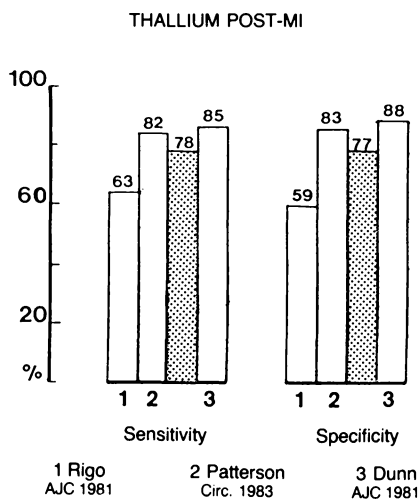 THALLIUM POST-MI
100
60
20
%
63
82
78
85
59
83
77
88
1 2 3
1 2 3
Sensitivity
Specificity
1 Rigo
AJC 1981
2 Patterson
Circ. 1983
3 Dunn
AJC 1981